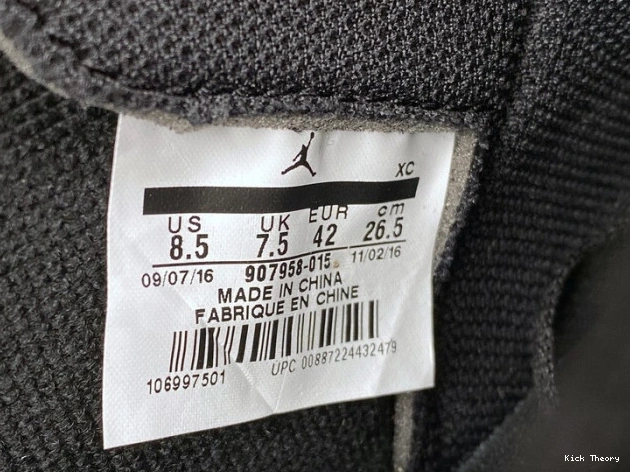 XC
US UK EUR cm
8.5 7.5 42 26.5
09/07/16 907958-015 11/02/16
MADE IN CHINA
FABRIQUE EN CHINE
UPC 00887224432479
106997501
Kick Theory